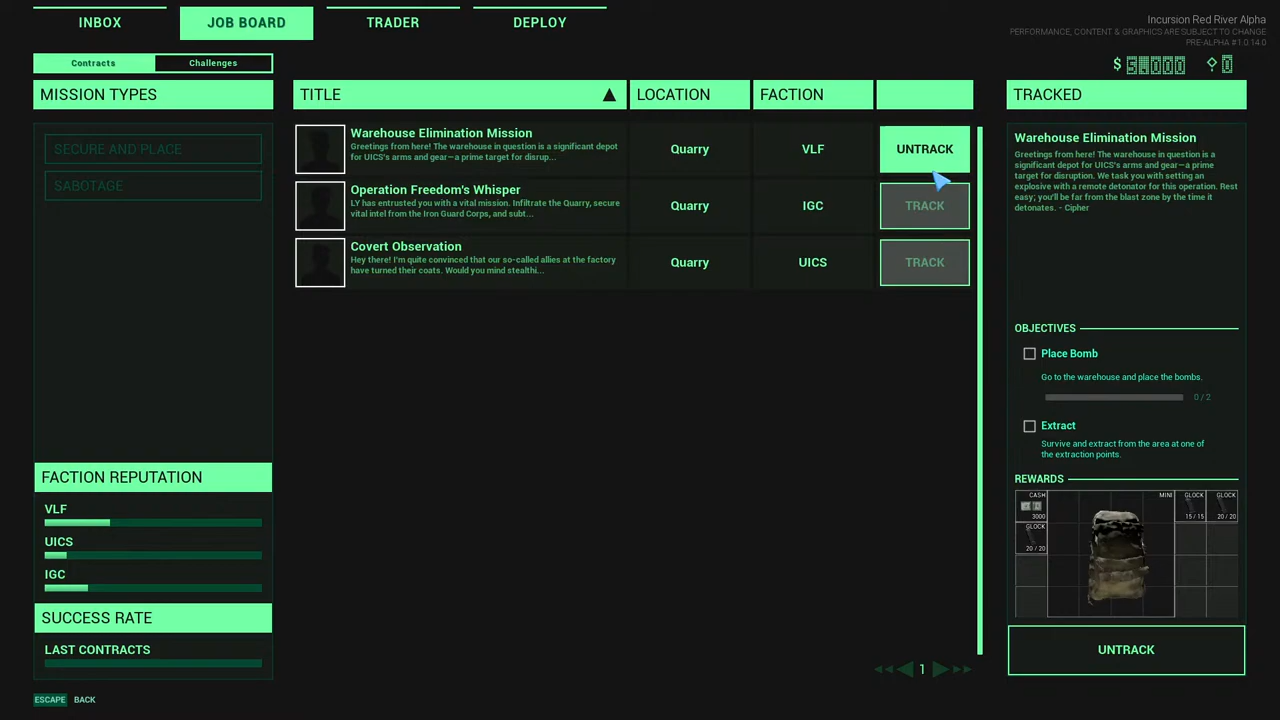 INBOX
JOB BOARD
TRADER
DEPLOY
Incursion Red River Alpha
PERFORMANCE, CONTENT & GRAPHICS ARE SUBJECT TO CHANGE
PRE-ALPHA #1.0.14.0
Contracts
Challenges
$ 54,000
0
MISSION TYPES
SECURE AND PLACE
SABOTAGE
FACTION REPUTATION
VLF
UICS
IGC
SUCCESS RATE
LAST CONTRACTS
TITLE
LOCATION
FACTION
Warehouse Elimination Mission
Greetings from here! The warehouse in question is a significant depot
for UICS's arms and gear—a prime target for disrup...
Quarry
VLF
UNTRACK
Operation Freedom's Whisper
LY has entrusted you with a vital mission. Infiltrate the Quarry, secure
vital intel from the Iron Guard Corps, and subt...
Quarry
IGC
TRACK
Covert Observation
Hey there! I'm quite convinced that our so-called allies at the factory
have turned their coats. Would you mind stealthi...
Quarry
UICS
TRACK
1
TRACKED
Warehouse Elimination Mission
Greetings from here! The warehouse in question is a
significant depot for UICS's arms and gear—a prime
target for disruption. We task you with setting an
explosive with a remote detonator for this operation. Rest
easy; you'll be far from the blast zone by the time it
detonates. - Cipher
OBJECTIVES
Place Bomb
Go to the warehouse and place the bombs.
0 / 2
Extract
Survive and extract from the area at one of
the extraction points.
REWARDS
CASH
3000
MINI
GLOCK
15 / 15
GLOCK
20 / 20
GLOCK
20 / 20
UNTRACK
ESCAPE BACK